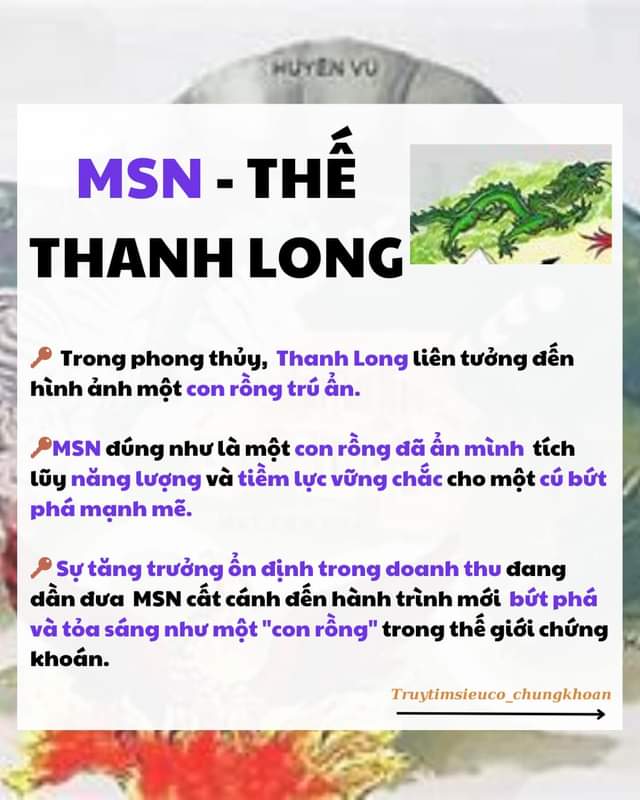 HUYỀN VŨ
MSN - THẾ
THANH LONG
Trong phong thủy, Thanh Long liên tưởng đến
hình ảnh một con rồng trú ẩn.
MSN đúng như là một con rồng đã ẩn mình tích
lũy năng lượng và tiềm lực vững chắc cho một cú bứt
phá mạnh mẽ.
Sự tăng trưởng ổn định trong doanh thu đang
dần đưa MSN cất cánh đến hành trình mới bứt phá
và tỏa sáng như một "con rồng" trong thế giới chứng
khoán.
Truytimsieuco_chungkhoan